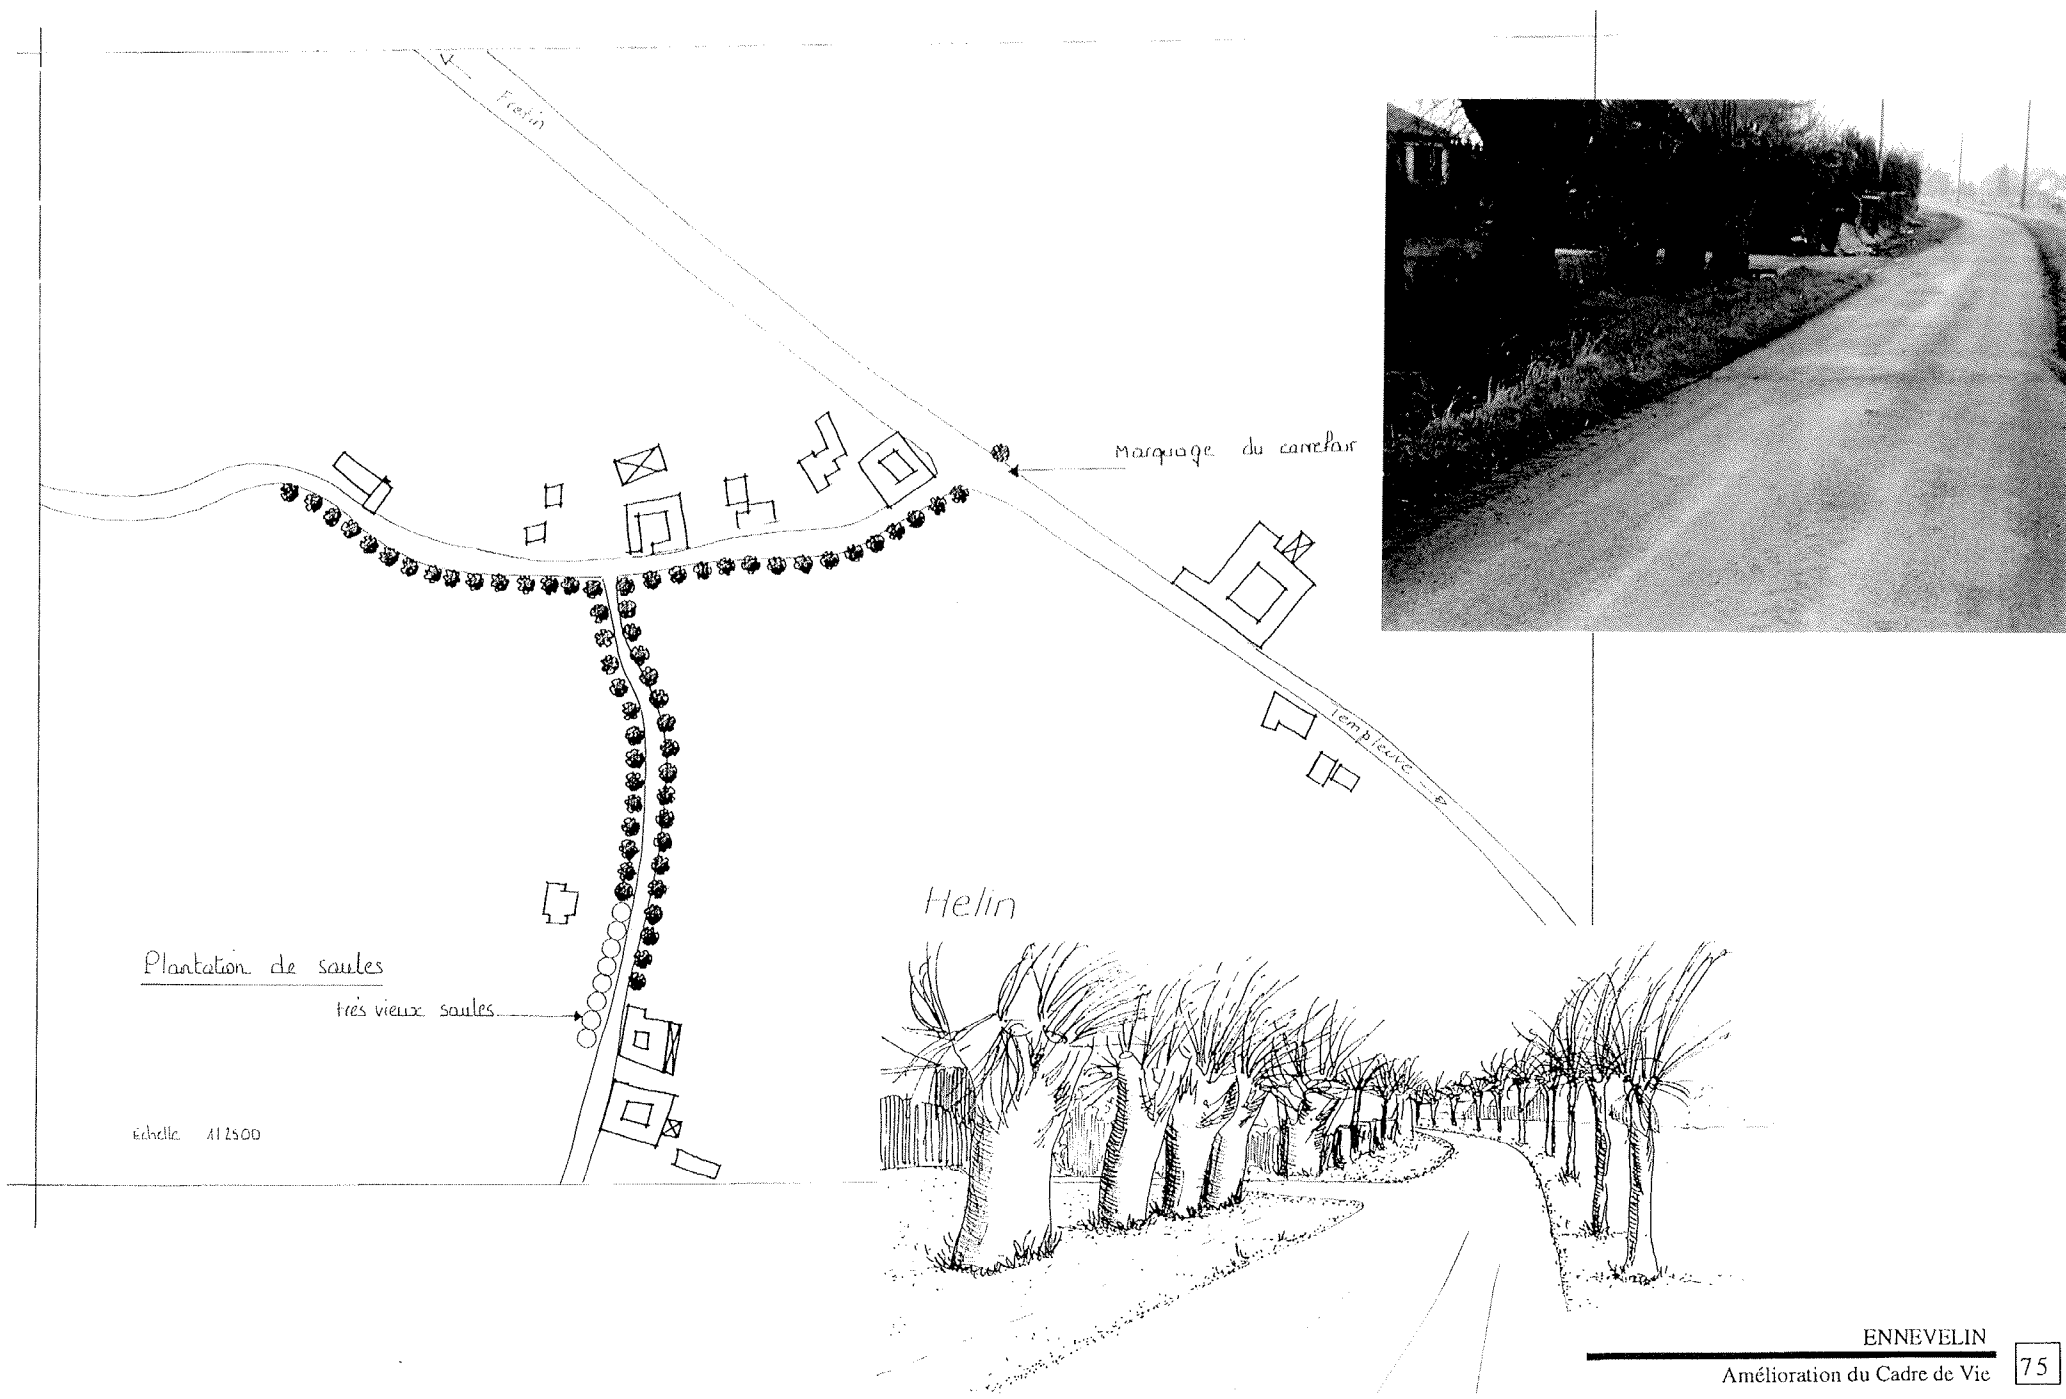 Fretin
Marquage du carrefour
Templeuve
Helin
Plantation de saules
très vieux saules
Echelle 1/2500
ENNEVELIN
Amélioration du Cadre de Vie
75